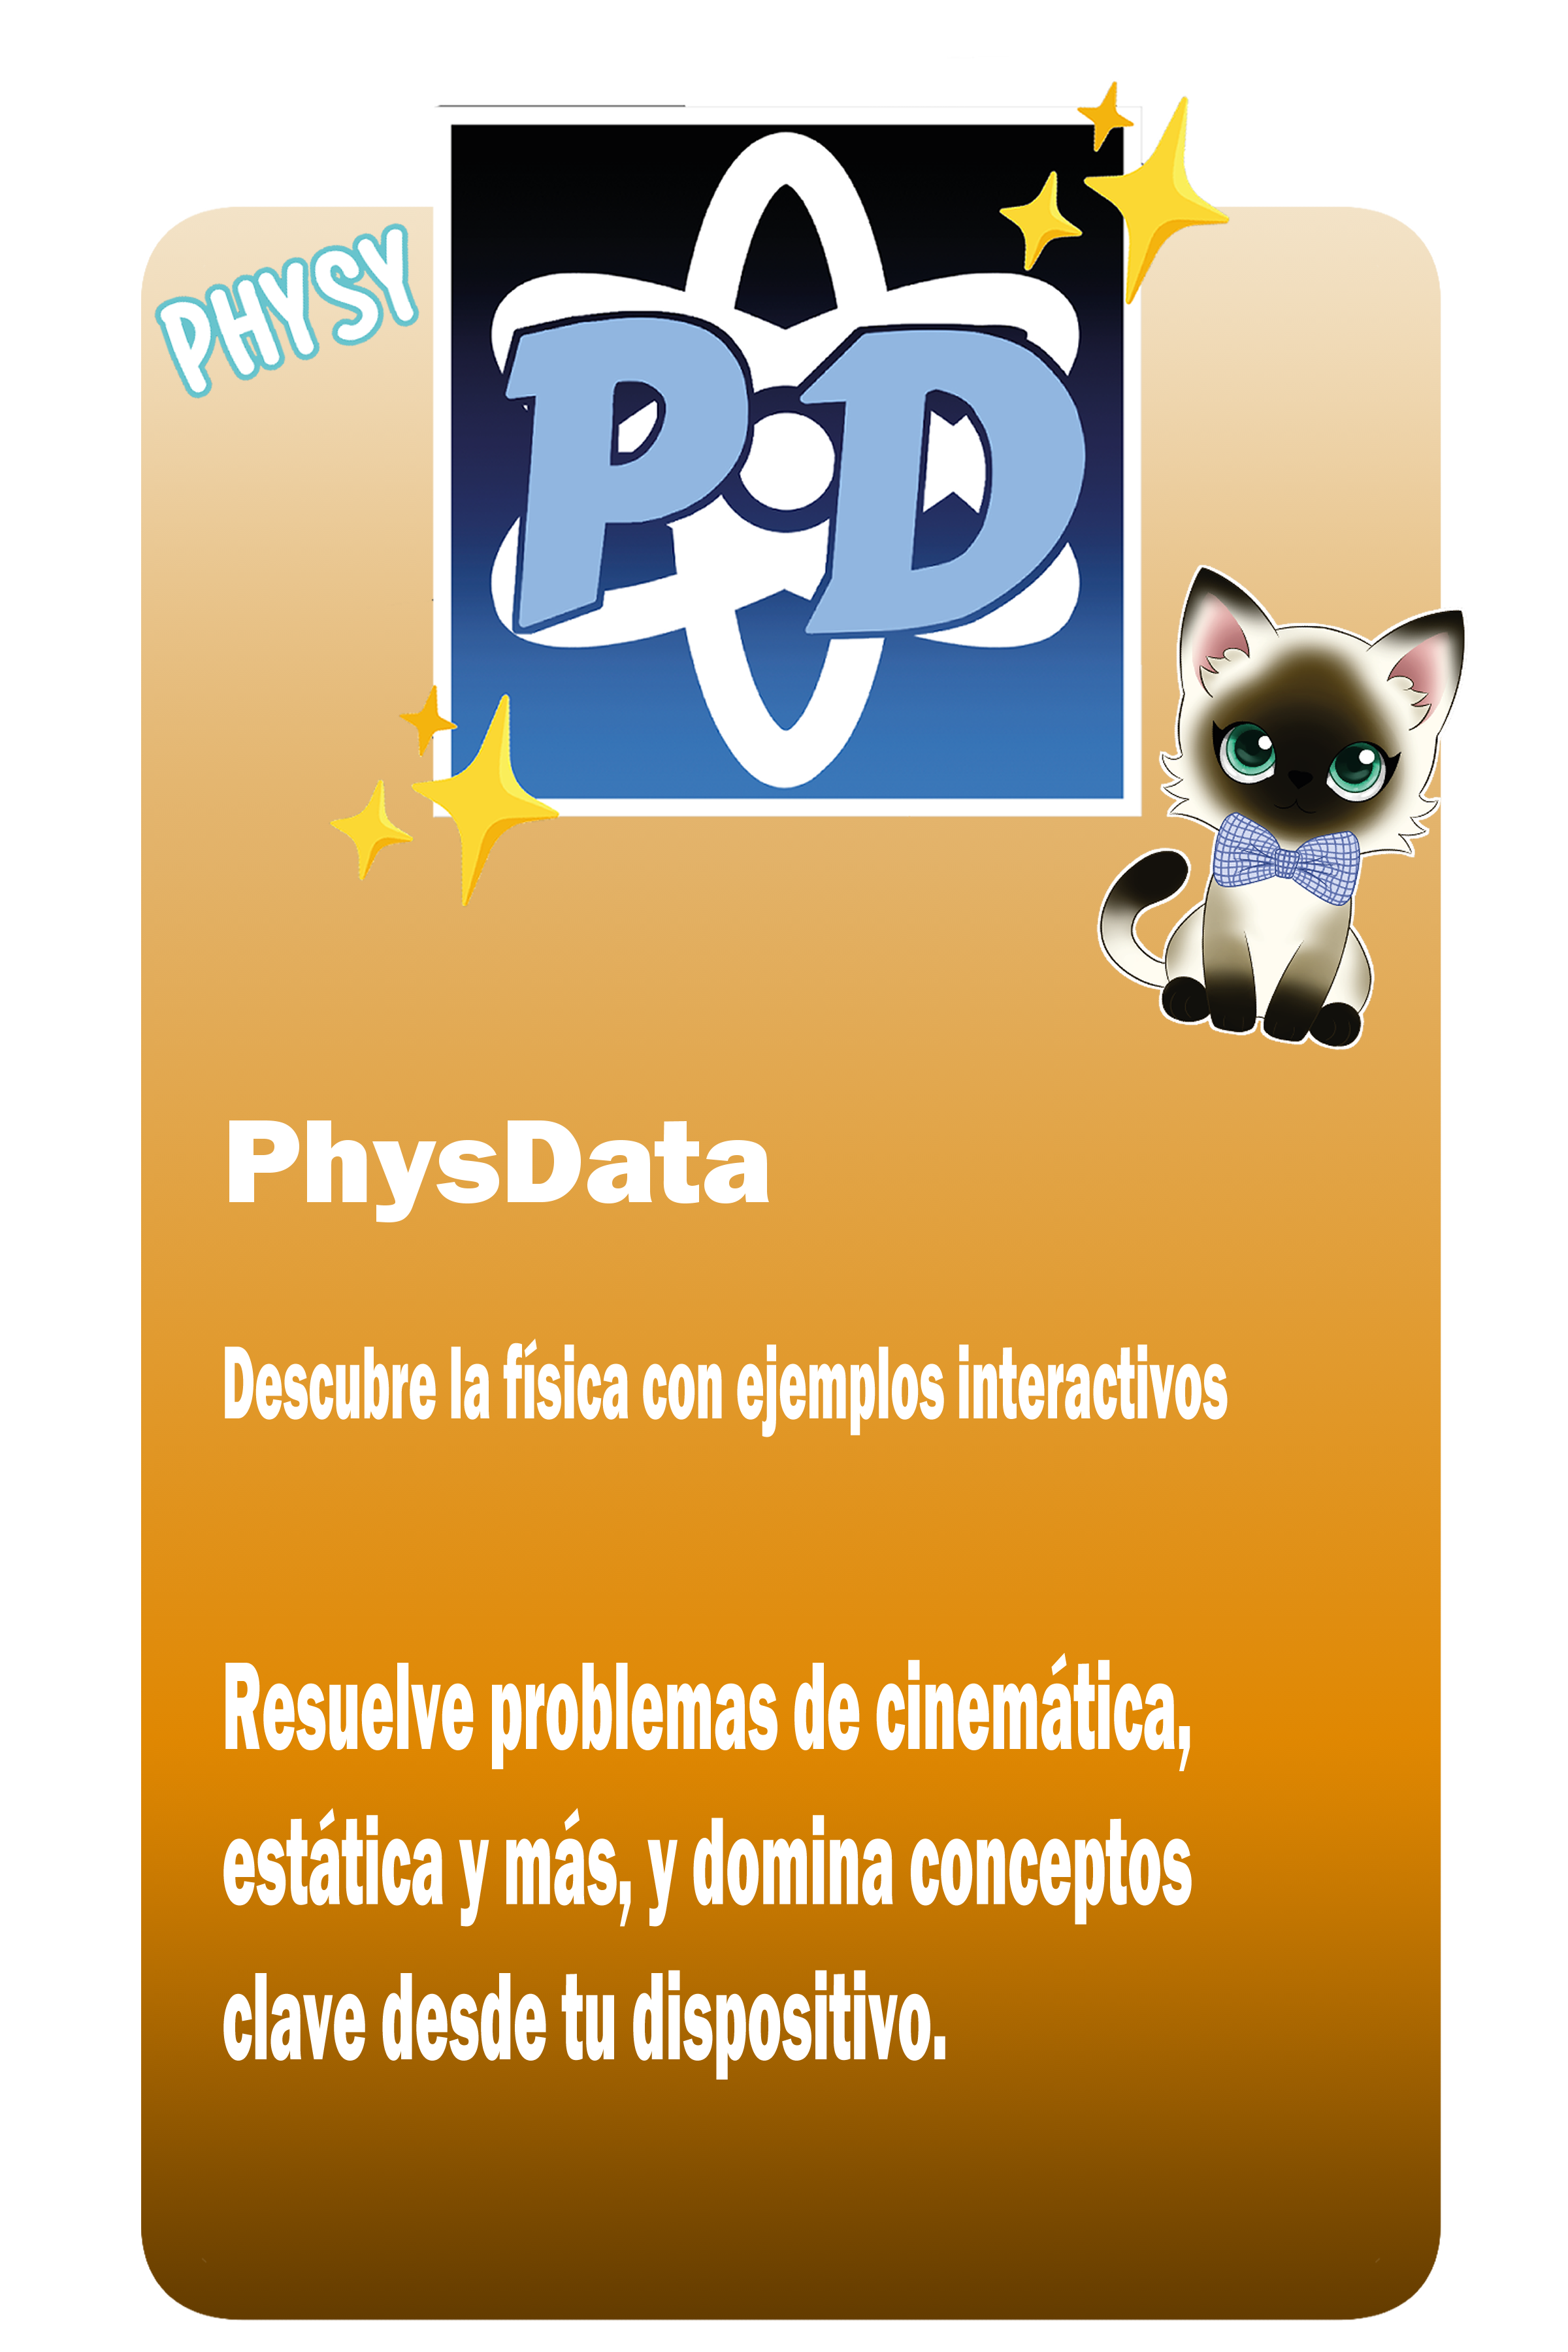 PHYSY
PD
PhysData
Descubre la física con ejemplos interactivos
Resuelve problemas de cinemática,
estática y más, y domina conceptos
clave desde tu dispositivo.